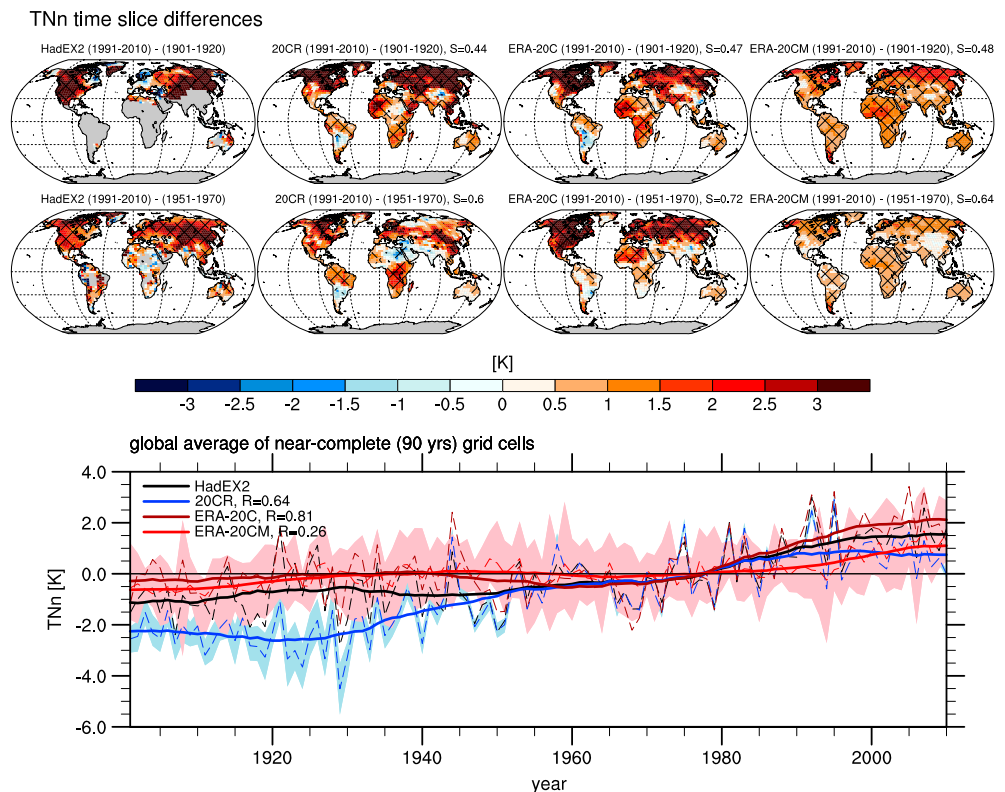 TNn time slice differences
HadEX2 (1991-2010) - (1901-1920)
20CR (1991-2010) - (1901-1920), S=0.44
ERA-20C (1991-2010) - (1901-1920), S=0.47
ERA-20CM (1991-2010) - (1901-1920), S=0.48
HadEX2 (1991-2010) - (1951-1970)
20CR (1991-2010) - (1951-1970), S=0.6
ERA-20C (1991-2010) - (1951-1970), S=0.72
ERA-20CM (1991-2010) - (1951-1970), S=0.64
[K]
-3 -2.5 -2 -1.5 -1 -0.5 0 0.5 1 1.5 2 2.5 3
global average of near-complete (90 yrs) grid cells
HadEX2
20CR, R=0.64
ERA-20C, R=0.81
ERA-20CM, R=0.26
TNn [K]
4.0
2.0
0.0
-2.0
-4.0
-6.0
1920 1940 1960 1980 2000
year